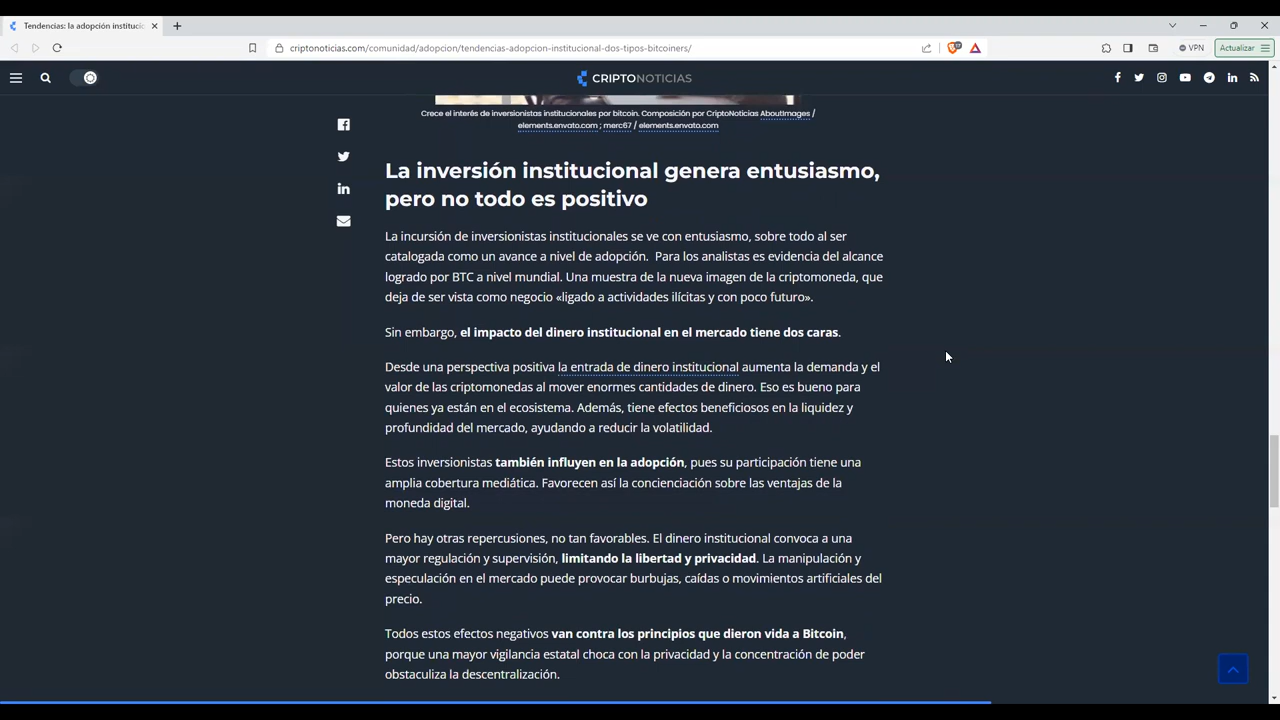 Tendencias: la adopción institucio
criptonoticias.com/comunidad/adopcion/tendencias-adopcion-institucional-dos-tipos-bitcoiners/
VPN
Actualizar
CRIPTONOTICIAS
Crece el interés de inversionistas institucionales por bitcoin. Composición por CriptoNoticias AboutImages /
elements.envato.com ; merc67 / elements.envato.com
La inversión institucional genera entusiasmo,
pero no todo es positivo
La incursión de inversionistas institucionales se ve con entusiasmo, sobre todo al ser
catalogada como un avance a nivel de adopción. Para los analistas es evidencia del alcance
logrado por BTC a nivel mundial. Una muestra de la nueva imagen de la criptomoneda, que
deja de ser vista como negocio «ligado a actividades ilícitas y con poco futuro».
Sin embargo, el impacto del dinero institucional en el mercado tiene dos caras.
Desde una perspectiva positiva la entrada de dinero institucional aumenta la demanda y el
valor de las criptomonedas al mover enormes cantidades de dinero. Eso es bueno para
quienes ya están en el ecosistema. Además, tiene efectos beneficiosos en la liquidez y
profundidad del mercado, ayudando a reducir la volatilidad.
Estos inversionistas también influyen en la adopción, pues su participación tiene una
amplia cobertura mediática. Favorecen así la concienciación sobre las ventajas de la
moneda digital.
Pero hay otras repercusiones, no tan favorables. El dinero institucional convoca a una
mayor regulación y supervisión, limitando la libertad y privacidad. La manipulación y
especulación en el mercado puede provocar burbujas, caídas o movimientos artificiales del
precio.
Todos estos efectos negativos van contra los principios que dieron vida a Bitcoin,
porque una mayor vigilancia estatal choca con la privacidad y la concentración de poder
obstaculiza la descentralización.